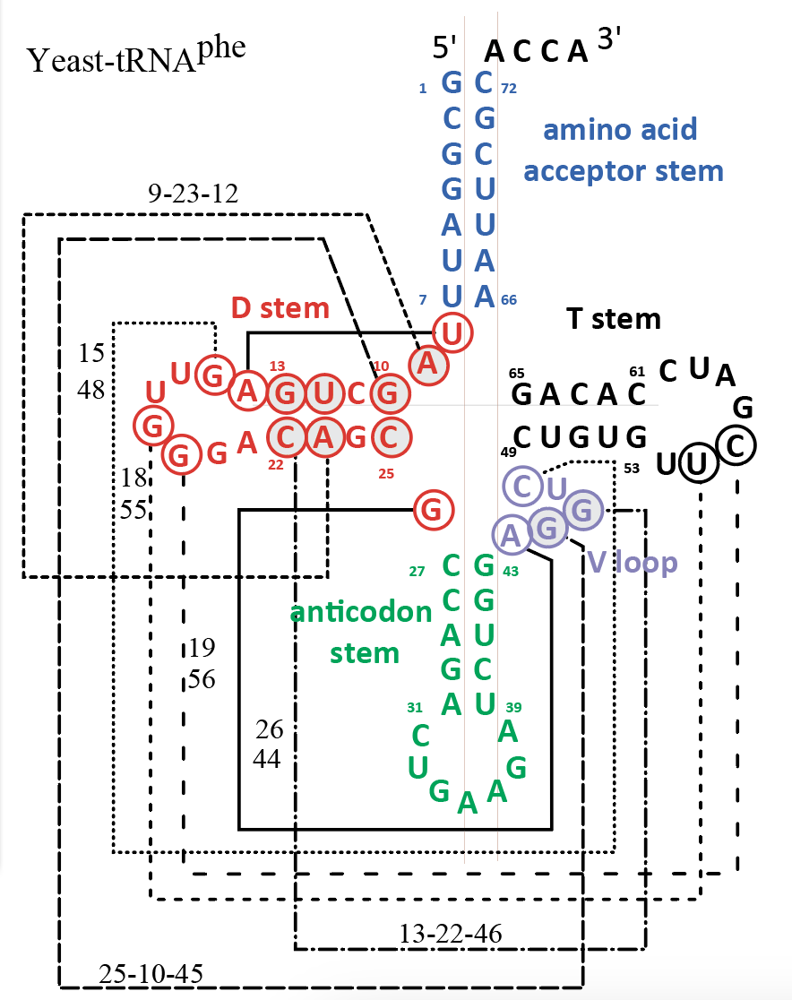 Yeast-tRNAphe
5' A C C A 3'
1 G C 72
C G
G C
G U
A U
U A
7 U A 66
amino acid
acceptor stem
9-23-12
D stem
U
A
T stem
15
48
U U G A G U C G
13 10
G G G A C A G C
22 25
65 61
G A C A C C U A
G
C
C U G U G U U
49 53
18
55
G
C U G
A G
V loop
27 C G 43
C G
A U
G C
A U
31 39
C A
U G
G A A
anticodon
stem
19
56
26
44
13-22-46
25-10-45